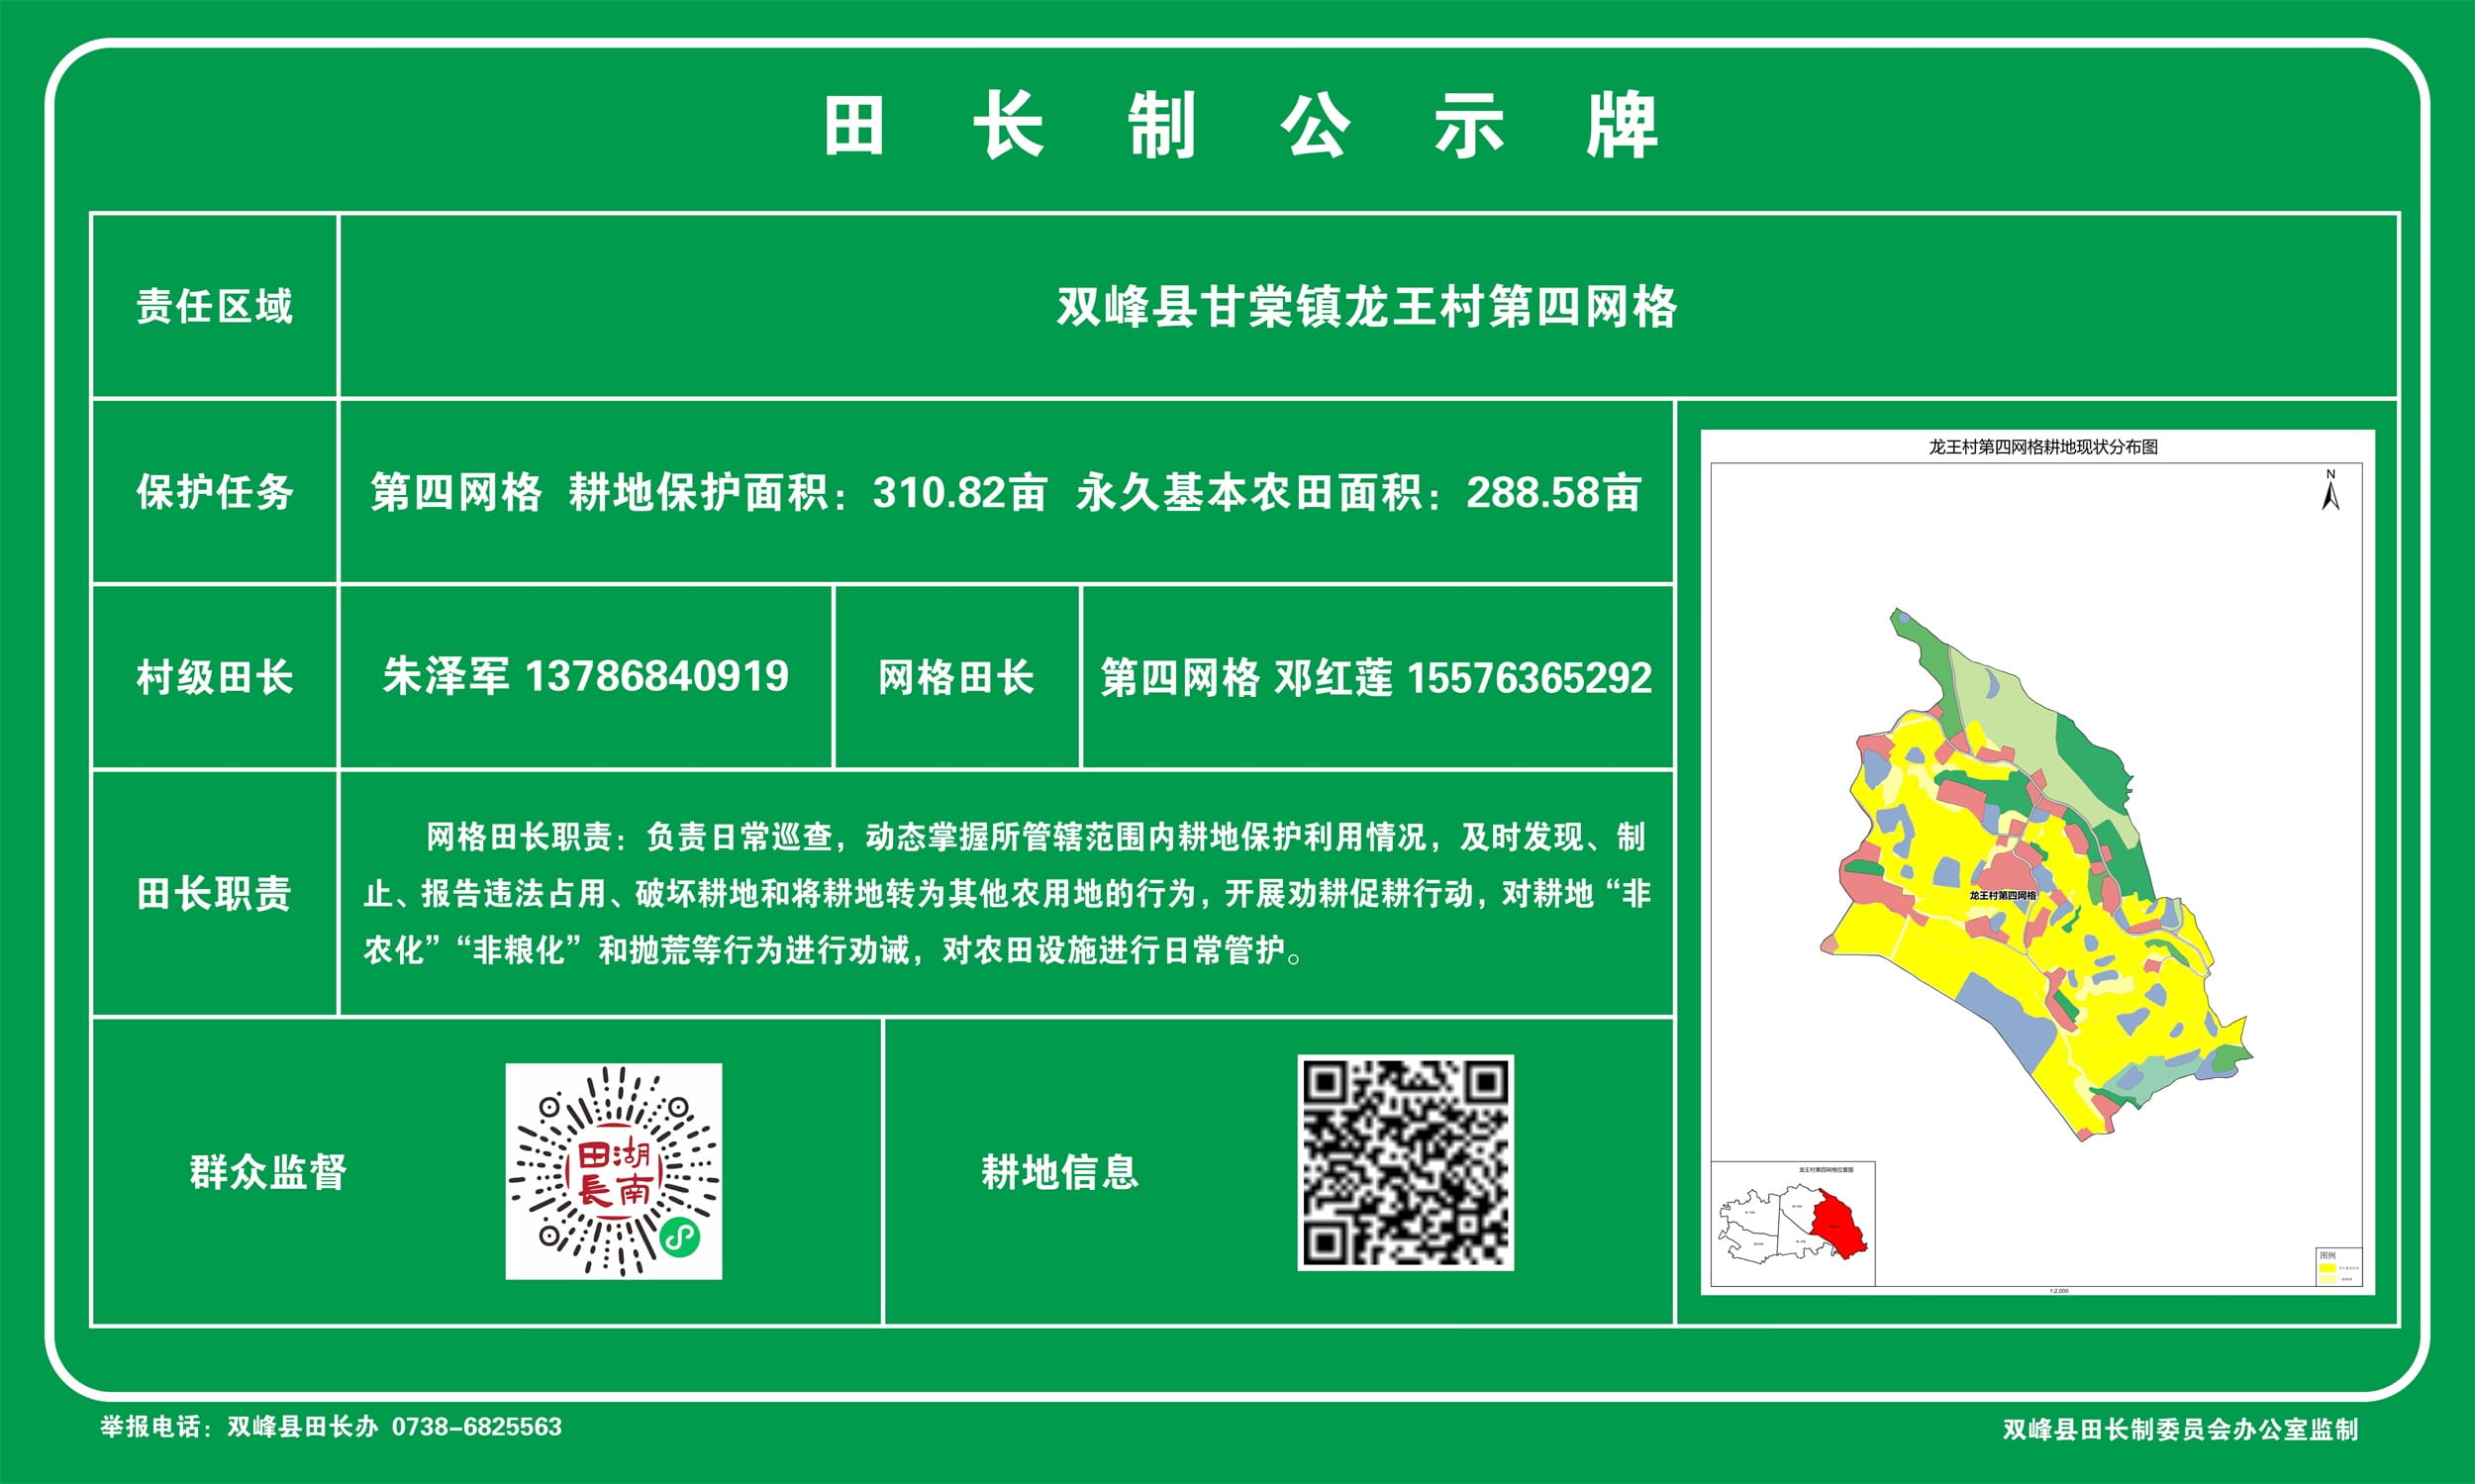 田长制公示牌
责任区域
双峰县甘棠镇龙王村第四网格
保护任务
第四网格 耕地保护面积：310.82亩 永久基本农田面积：288.58亩
村级田长
朱泽军 13786840919
网格田长
第四网格 邓红莲 15576365292
田长职责
网格田长职责：负责日常巡查，动态掌握所管辖范围内耕地保护利用情况，及时发现、制
止、报告违法占用、破坏耕地和将耕地转为其他农用地的行为，开展劝耕促耕行动，对耕地“非
农化”“非粮化”和抛荒等行为进行劝诫，对农田设施进行日常管护。
群众监督
田湖
長南
耕地信息
龙王村第四网格耕地现状分布图
N
龙王村第四网格
龙王村第四网格位置图
图例
1:2,000
举报电话：双峰县田长办 0738-6825563
双峰县田长制委员会办公室监制